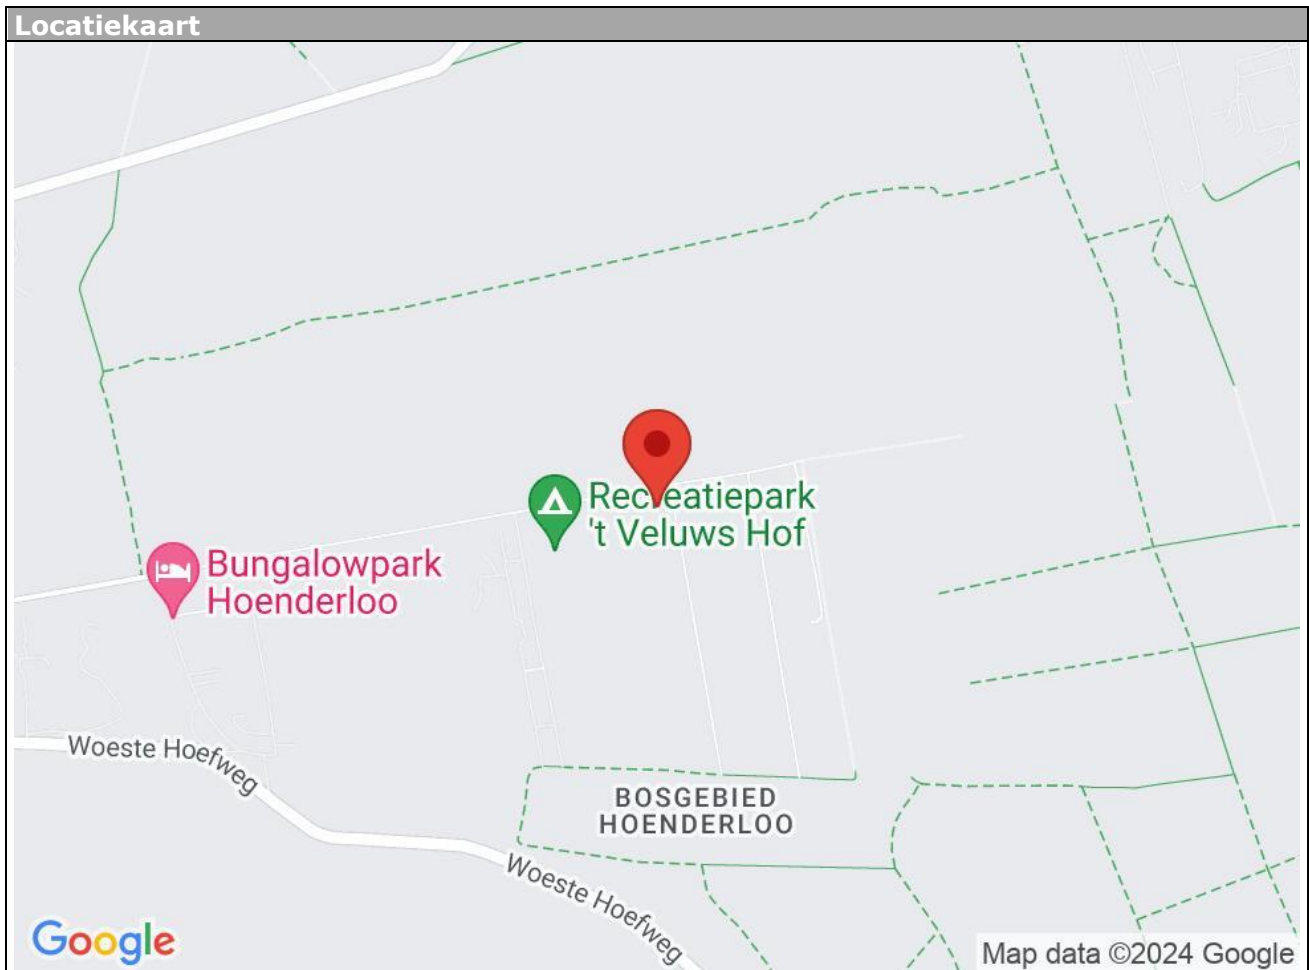 Locatiekaart
Recreatiepark
't Veluws Hof
Bungalowpark
Hoenderloo
Woeste Hoefweg
BOSGEBIED
HOENDERLOO
Woeste Hoefweg
Google
Map data ©2024 Google